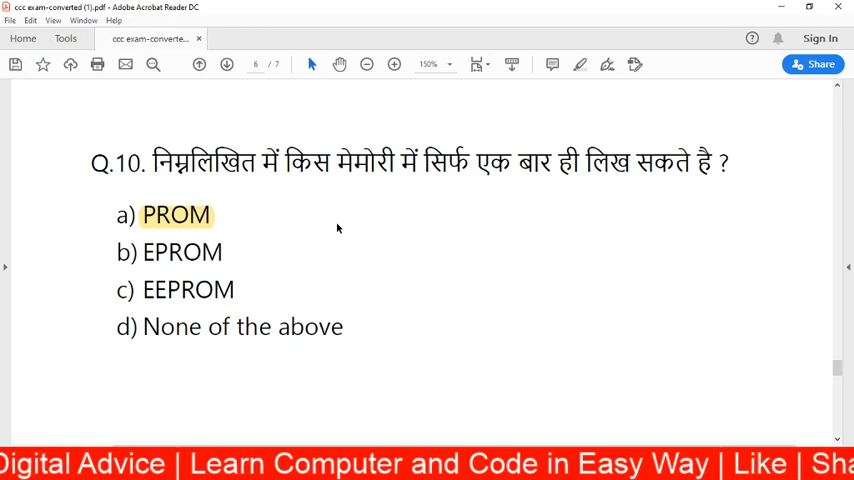 ccc exam-converted (1).pdf - Adobe Acrobat Reader DC
File Edit View Window Help
Home Tools ccc exam-converte... × Sign In
6 / 7 150% Share
Q.10. निम्नलिखित में किस मेमोरी में सिर्फ एक बार ही लिख सकते है ?
a) PROM
b) EPROM
c) EEPROM
d) None of the above
Digital Advice | Learn Computer and Code in Easy Way | Like | Sha